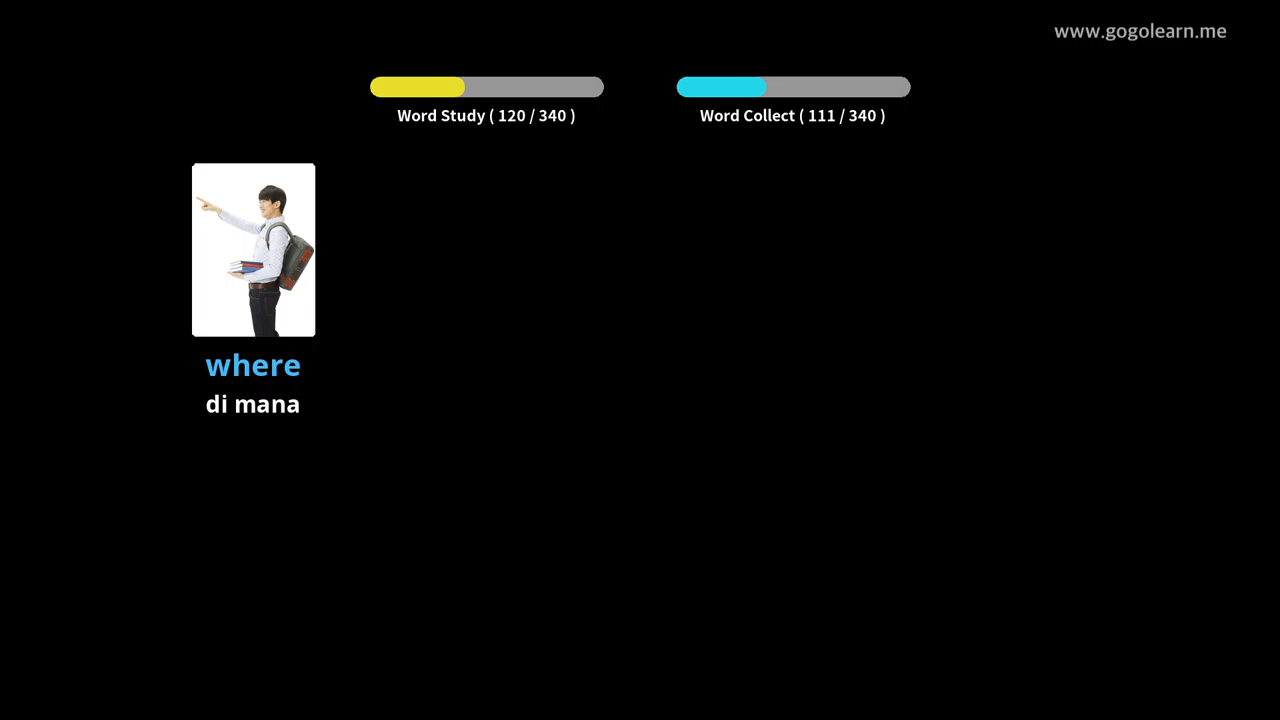 www.gogolearn.me
Word Study ( 120 / 340 )
Word Collect ( 111 / 340 )
where
di mana